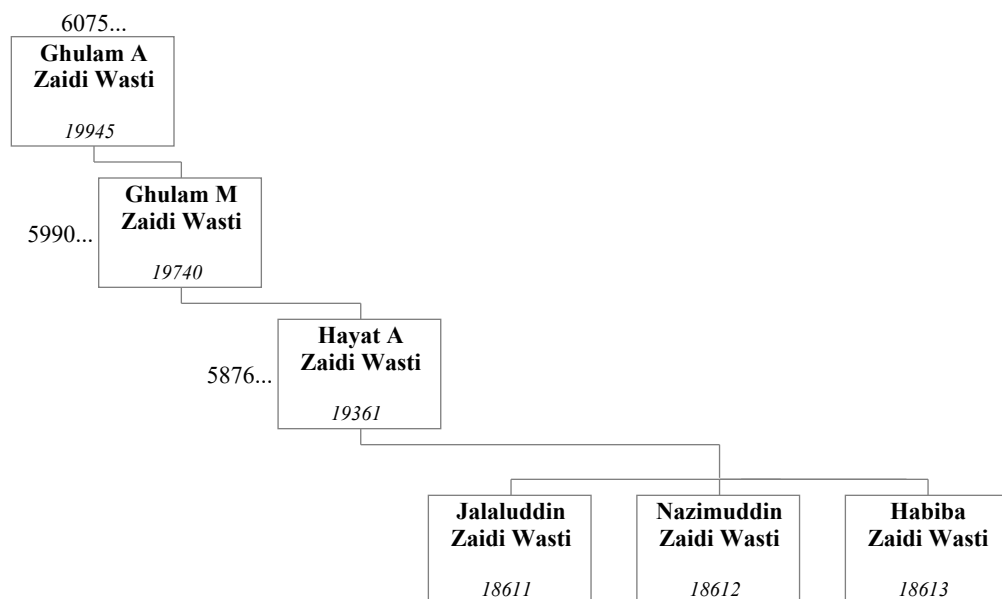 6075...
Ghulam A
Zaidi Wasti
19945
Ghulam M
Zaidi Wasti
5990...
19740
Hayat A
Zaidi Wasti
5876...
19361
Jalaluddin
Zaidi Wasti
18611
Nazimuddin
Zaidi Wasti
18612
Habiba
Zaidi Wasti
18613